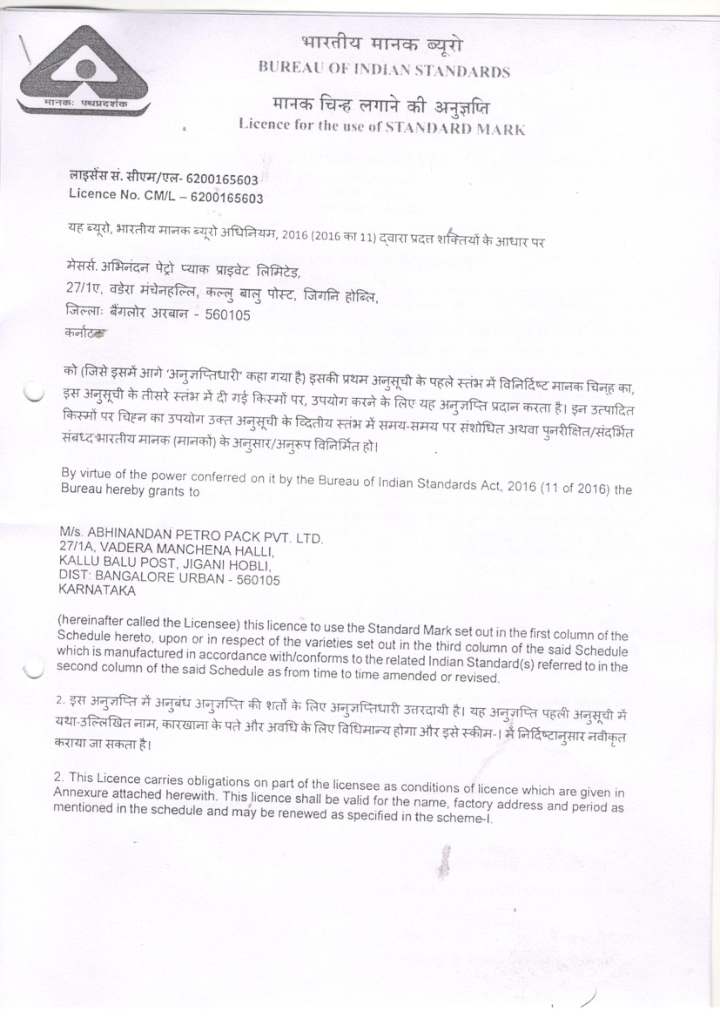 भारतीय मानक ब्यूरो
BUREAU OF INDIAN STANDARDS
मानकः पथप्रदर्शकः
मानक चिन्ह लगाने की अनुज्ञप्ति
Licence for the use of STANDARD MARK
लाइसेंस सं. सीएम/एल- 6200165603
Licence No. CM/L – 6200165603
यह ब्यूरो, भारतीय मानक ब्यूरो अधिनियम, 2016 (2016 का 11) द्वारा प्रदत्त शक्तियों के आधार पर
मेसर्स. अभिनंदन पेट्रो प्याक प्राइवेट लिमिटेड,
27/1ए, वडेरा मंचेनहल्लि, कल्लु बालु पोस्ट, जिगनि होब्लि,
जिल्लाः बैंगलोर अरबान - 560105
कर्नाटक
को (जिसे इसमें आगे 'अनुज्ञप्तिधारी' कहा गया है) इसकी प्रथम अनुसूची के पहले स्तंभ में विनिर्दिष्ट मानक चिन्ह का,
इस अनुसूची के तीसरे स्तंभ में दी गई किस्मों पर, उपयोग करने के लिए यह अनुज्ञप्ति प्रदान करता है। इन उत्पादित
किस्मों पर चिह्न का उपयोग उक्त अनुसूची के व्दितीय स्तंभ में समय-समय पर संशोधित अथवा पुनरीक्षित/संदर्भित
संबध्द भारतीय मानक (मानकों) के अनुसार/अनुरूप विनिर्मित हो।
By virtue of the power conferred on it by the Bureau of Indian Standards Act, 2016 (11 of 2016) the
Bureau hereby grants to
M/s. ABHINANDAN PETRO PACK PVT. LTD.
27/1A, VADERA MANCHENA HALLI,
KALLU BALU POST, JIGANI HOBLI,
DIST: BANGALORE URBAN - 560105
KARNATAKA
(hereinafter called the Licensee) this licence to use the Standard Mark set out in the first column of the
Schedule hereto, upon or in respect of the varieties set out in the third column of the said Schedule
which is manufactured in accordance with/conforms to the related Indian Standard(s) referred to in the
second column of the said Schedule as from time to time amended or revised.
2. इस अनुज्ञप्ति में अनुबंध अनुज्ञप्ति की शर्तो के लिए अनुज्ञप्तिधारी उत्तरदायी है। यह अनुज्ञप्ति पहली अनुसूची में
यथा-उल्लिखित नाम, कारखाना के पते और अवधि के लिए विधिमान्य होगा और इसे स्कीम-I में निर्दिष्टानुसार नवीकृत
कराया जा सकता है।
2. This Licence carries obligations on part of the licensee as conditions of licence which are given in
Annexure attached herewith. This licence shall be valid for the name, factory address and period as
mentioned in the schedule and may be renewed as specified in the scheme-I.